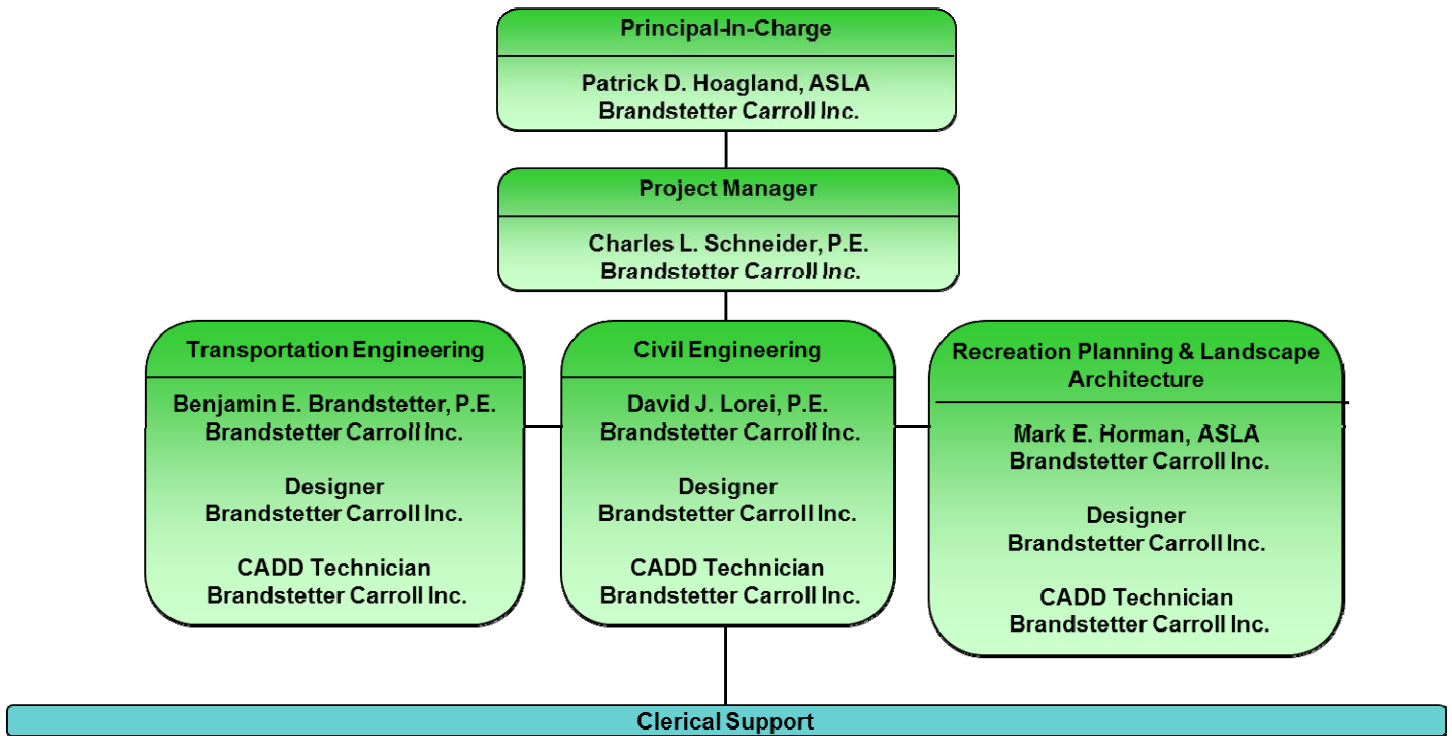 Principal-In-Charge
Patrick D. Hoagland, ASLA
Brandstetter Carroll Inc.
Project Manager
Charles L. Schneider, P.E.
Brandstetter Carroll Inc.
Transportation Engineering
Benjamin E. Brandstetter, P.E.
Brandstetter Carroll Inc.
Designer
Brandstetter Carroll Inc.
CADD Technician
Brandstetter Carroll Inc.
Civil Engineering
David J. Lorei, P.E.
Brandstetter Carroll Inc.
Designer
Brandstetter Carroll Inc.
CADD Technician
Brandstetter Carroll Inc.
Recreation Planning & Landscape
Architecture
Mark E. Horman, ASLA
Brandstetter Carroll Inc.
Designer
Brandstetter Carroll Inc.
CADD Technician
Brandstetter Carroll Inc.
Clerical Support